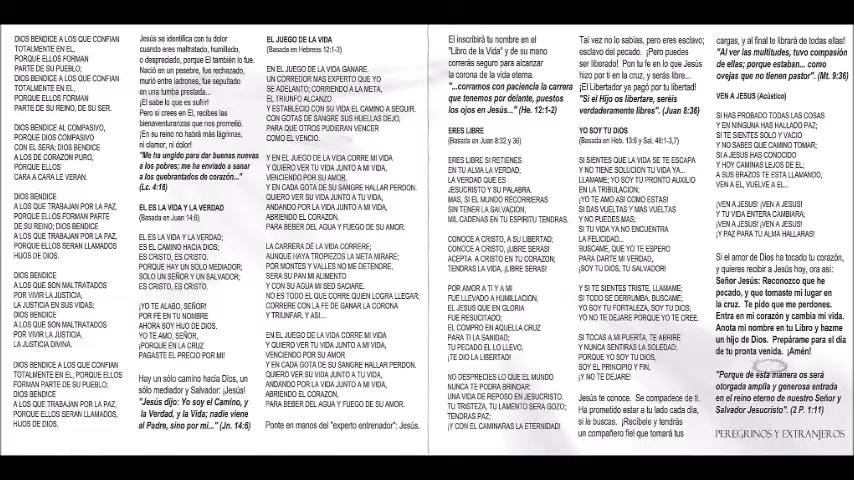 DIOS BENDICE A LOS QUE CONFIAN
TOTALMENTE EN EL,
PORQUE ELLOS FORMAN
PARTE DE SU PUEBLO;
DIOS BENDICE A LOS QUE CONFIAN
TOTALMENTE EN EL,
PORQUE ELLOS FORMAN
PARTE DE SU REINO, DE SU SER.
DIOS BENDICE AL COMPASIVO,
PORQUE DIOS COMPASIVO
CON EL SERA; DIOS BENDICE
A LOS DE CORAZON PURO,
PORQUE ELLOS
CARA A CARA LE VERAN.
DIOS BENDICE
A LOS QUE TRABAJAN POR LA PAZ,
PORQUE ELLOS FORMAN PARTE
DE SU REINO; DIOS BENDICE
A LOS QUE TRABAJAN POR LA PAZ,
PORQUE ELLOS SERAN LLAMADOS
HIJOS DE DIOS.
DIOS BENDICE
A LOS QUE SON MALTRATADOS
POR VIVIR LA JUSTICIA,
LA JUSTICIA EN SUS VIDAS;
DIOS BENDICE
A LOS QUE SON MALTRATADOS
POR VIVIR LA JUSTICIA,
LA JUSTICIA DIVINA.
DIOS BENDICE A LOS QUE CONFIAN
TOTALMENTE EN EL, PORQUE ELLOS
FORMAN PARTE DE SU PUEBLO;
DIOS BENDICE
A LOS QUE TRABAJAN POR LA PAZ,
PORQUE ELLOS SERAN LLAMADOS,
HIJOS DE DIOS.
Jesús se identifica con tu dolor
cuando eres maltratado, humillado,
o despreciado, porque El también lo fue.
Nació en un pesebre, fue rechazado,
murió entre ladrones, fue sepultado
en una tumba prestada...
¡El sabe lo que es sufrir!
Pero si crees en El, recibes las
bienaventuranzas que nos prometió.
¡En su reino no habrá más lágrimas,
ni clamor, ni dolor!
"Me ha ungido para dar buenas nuevas
a los pobres; me ha enviado a sanar
a los quebrantados de corazón..."
(Lc. 4:18)
EL ES LA VIDA Y LA VERDAD
(Basada en Juan 14:6)
EL ES LA VIDA Y LA VERDAD;
ES EL CAMINO HACIA DIOS;
ES CRISTO, ES CRISTO.
PORQUE HAY UN SOLO MEDIADOR;
SOLO UN SEÑOR Y UN SALVADOR;
ES CRISTO, ES CRISTO.
¡YO TE ALABO, SEÑOR!
POR FE EN TU NOMBRE
AHORA SOY HIJO DE DIOS.
YO TE AMO, SEÑOR,
¡PORQUE EN LA CRUZ
PAGASTE EL PRECIO POR MI!
Hay un sólo camino hacia Dios, un
sólo mediador y Salvador: ¡Jesús!
"Jesús dijo: Yo soy el Camino, y
la Verdad, y la Vida; nadie viene
al Padre, sino por mi..." (Jn. 14:6)
EL JUEGO DE LA VIDA
(Basada en Hebreos 12:1-3)
EN EL JUEGO DE LA VIDA GANARE.
UN CORREDOR MAS EXPERTO QUE YO
SE ADELANTO; CORRIENDO A LA META,
EL TRIUNFO ALCANZO
Y ESTABLECIO CON SU VIDA EL CAMINO A SEGUIR.
CON GOTAS DE SANGRE SUS HUELLAS DEJO,
PARA QUE OTROS PUDIERAN VENCER
COMO EL VENCIO.
Y EN EL JUEGO DE LA VIDA CORRE MI VIDA
Y QUIERO VER TU VIDA JUNTO A MI VIDA,
VENCIENDO POR SU AMOR.
Y EN CADA GOTA DE SU SANGRE HALLAR PERDON.
QUIERO VER SU VIDA JUNTO A TU VIDA,
ANDANDO POR LA VIDA JUNTO A MI VIDA,
ABRIENDO EL CORAZON,
PARA BEBER DEL AGUA Y FUEGO DE SU AMOR.
LA CARRERA DE LA VIDA CORRERE;
AUNQUE HAYA TROPIEZOS LA META MIRARE;
POR MONTES Y VALLES NO ME DETENDRE,
SERA SU PAN MI ALIMENTO
Y CON SU AGUA MI SED SACIARE.
NO ES TODO EL QUE CORRE QUIEN LOGRA LLEGAR;
CORRERE CON LA FE DE GANAR LA CORONA
Y TRIUNFAR, Y ASI...
EN EL JUEGO DE LA VIDA CORRE MI VIDA
Y QUIERO VER TU VIDA JUNTO A TU VIDA,
VENCIENDO POR SU AMOR
Y EN CADA GOTA DE SU SANGRE HALLAR PERDON.
QUIERO VER SU VIDA JUNTO A TU VIDA,
ANDANDO POR LA VIDA JUNTO A MI VIDA,
ABRIENDO EL CORAZON,
PARA BEBER DEL AGUA Y FUEGO DE SU AMOR.
Ponte en manos del "experto entrenador": Jesús.
El inscribirá tu nombre en el
"Libro de la Vida" y de su mano
correrás seguro para alcanzar
la corona de la vida eterna.
"...corramos con paciencia la carrera
que tenemos por delante, puestos
los ojos en Jesús..." (He. 12:1-2)
ERES LIBRE
(Basada en Juan 8:32 y 36)
ERES LIBRE SI RETIENES
EN TU ALMA LA VERDAD;
LA VERDAD QUE ES
JESUCRISTO Y SU PALABRA.
MAS, SI EL MUNDO RECORRIERAS
SIN TENER LA SALVACION,
MIL CADENAS EN TU ESPIRITU TENDRAS.
CONOCE A CRISTO, A SU LIBERTAD;
CONOCE A CRISTO, ¡LIBRE SERAS!
ACEPTA A CRISTO EN TU CORAZON;
TENDRAS LA VIDA, ¡LIBRE SERAS!
POR AMOR A TI Y A MI
FUE LLEVADO A HUMILLACION,
EL JESUS QUE EN GLORIA
FUE RESUCITADO;
EL COMPRO EN AQUELLA CRUZ
PARA TI LA SANIDAD;
TU PECADO EL LO LLEVO,
¡TE DIO LA LIBERTAD!
NO DESPRECIES LO QUE EL MUNDO
NUNCA TE PODRA BRINDAR:
UNA VIDA DE REPOSO EN JESUCRISTO.
TU TRISTEZA, TU LAMENTO SERA GOZO;
TENDRAS PAZ;
¡Y CON EL CAMINARAS LA ETERNIDAD!
Tal vez no lo sabías, pero eres esclavo;
esclavo del pecado. ¡Pero puedes
ser liberado! Pon tu fe en lo que Jesús
hizo por ti en la cruz, y serás libre...
¡El Libertador ya pagó por tu libertad!
"Si el Hijo os libertare, seréis
verdaderamente libres". (Juan 8:36)
YO SOY TU DIOS
(Basada en Heb. 13:6 y Sal. 46:1-3,7)
SI SIENTES QUE LA VIDA SE TE ESCAPA
Y NO TIENE SOLUCION TU VIDA YA...
LLAMAME; YO SOY TU PRONTO AUXILIO
EN LA TRIBULACION;
¡YO TE AMO ASI COMO ESTAS!
SI DAS VUELTAS Y MAS VUELTAS
Y NO PUEDES MAS;
SI TU VIDA YA NO ENCUENTRA
LA FELICIDAD...
BUSCAME, QUE YO TE ESPERO
PARA DARTE MI VERDAD,
¡SOY TU DIOS, TU SALVADOR!
Y SI TE SIENTES TRISTE, LLAMAME;
SI TODO SE DERRUMBA, BUSCAME;
YO SOY TU FORTALEZA, SOY TU DIOS;
YO NO TE DEJARE PORQUE YO TE CREE.
SI TOCAS A MI PUERTA, TE ABRIRE
Y NUNCA SENTIRAS LA SOLEDAD;
PORQUE YO SOY TU DIOS,
SOY EL PRINCIPIO Y FIN,
¡Y NO TE DEJARE!
Jesús te conoce. Se compadece de ti.
Ha prometido estar a tu lado cada día,
si le buscas. ¡Recíbele y tendrás
un compañero fiel que tomará tus
cargas, y al final te librará de todas ellas!
"Al ver las multitudes, tuvo compasión
de ellas; porque estaban... como
ovejas que no tienen pastor". (Mt. 9:36)
VEN A JESUS (Acústico)
SI HAS PROBADO TODAS LAS COSAS
Y EN NINGUNA HAS HALLADO PAZ;
SI TE SIENTES SOLO Y VACIO
Y NO SABES QUE CAMINO TOMAR;
SI A JESUS HAS CONOCIDO
Y HOY CAMINAS LEJOS DE EL;
A SUS BRAZOS TE ESTA LLAMANDO,
VEN A EL, VUELVE A EL...
¡VEN A JESUS! ¡VEN A JESUS!
Y TU VIDA ENTERA CAMBIARA;
¡VEN A JESUS! ¡VEN A JESUS!
¡Y PAZ PARA TU ALMA HALLARAS!
Si el amor de Dios ha tocado tu corazón,
y quieres recibir a Jesús hoy, ora asi:
Señor Jesús: Reconozco que he
pecado, y que tomaste mi lugar en
la cruz. Te pido que me perdones.
Entra en mi corazón y cambia mi vida.
Anota mi nombre en tu Libro y hazme
un hijo de Dios. Prepárame para el día
de tu pronta venida. ¡Amén!
"Porque de esta manera os será
otorgada amplia y generosa entrada
en el reino eterno de nuestro Señor y
Salvador Jesucristo". (2 P. 1:11)
PEREGRINOS Y EXTRANJEROS